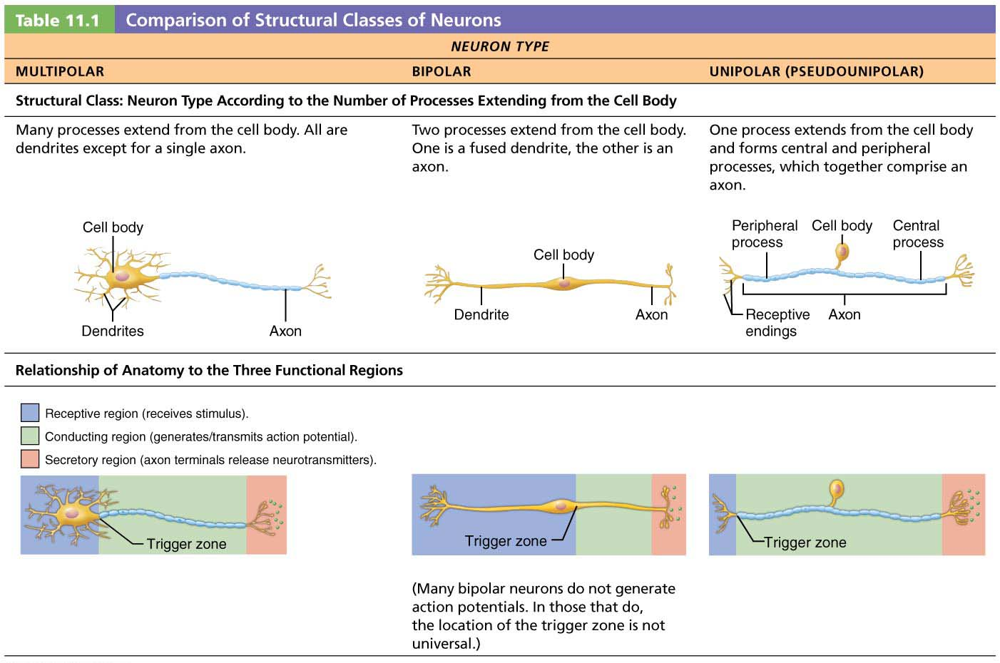 Table 11.1 Comparison of Structural Classes of Neurons
NEURON TYPE
MULTIPOLAR
BIPOLAR
UNIPOLAR (PSEUDOUNIPOLAR)
Structural Class: Neuron Type According to the Number of Processes Extending from the Cell Body
Many processes extend from the cell body. All are
dendrites except for a single axon.
Two processes extend from the cell body.
One is a fused dendrite, the other is an
axon.
One process extends from the cell body
and forms central and peripheral
processes, which together comprise an
axon.
Cell body
Dendrites
Axon
Cell body
Dendrite
Axon
Peripheral
process
Cell body
Central
process
Receptive
endings
Axon
Relationship of Anatomy to the Three Functional Regions
Receptive region (receives stimulus).
Conducting region (generates/transmits action potential).
Secretory region (axon terminals release neurotransmitters).
Trigger zone
Trigger zone
Trigger zone
(Many bipolar neurons do not generate
action potentials. In those that do,
the location of the trigger zone is not
universal.)